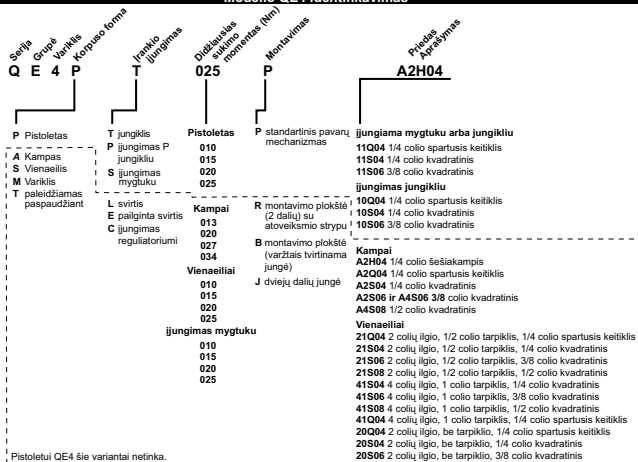 Modelio QE4 identifikavimas
Serija
Grupė
Variklis
Korpuso forma
Įrankio įjungimas
Didžiausias sukimo momentas (Nm)
Montavimas
Priedas Aprašymas
Q E 4 P T 025 P A2H04
P Pistoletas
A Kampas
S Vienaeilis
M Variklis
T paleidžiamas
paspaudžiant
T jungiklis
P įjungimas P
jungikliu
S įjungimas
mygtuku
L svirtis
E pailginta svirtis
C įjungimas
reguliatoriumi
Pistoletas
010
015
020
025
Kampai
013
020
027
034
Vienaeiliai
010
015
020
025
įjungimas mygtuku
010
015
020
025
P standartinis pavarų
mechanizmas
R montavimo plokštė
(2 dalių) su
atoveiksmio strypu
B montavimo plokštė
(varžtais tvirtinama
jungė)
J dviejų dalių jungė
įjungiama mygtuku arba jungikliu
11Q04 1/4 colio spartusis keitiklis
11S04 1/4 colio kvadratinis
11S06 3/8 colio kvadratinis
įjungimas jungikliu
10Q04 1/4 colio spartusis keitiklis
10S04 1/4 colio kvadratinis
10S06 3/8 colio kvadratinis
Kampai
A2H04 1/4 colio šešiakampis
A2Q04 1/4 colio spartusis keitiklis
A2S04 1/4 colio kvadratinis
A2S06 ir A4S06 3/8 colio kvadratinis
A4S08 1/2 colio kvadratinis
Vienaeiliai
21Q04 2 colių ilgio, 1/2 colio tarpiklis, 1/4 colio spartusis keitiklis
21S04 2 colių ilgio, 1/2 colio tarpiklis, 1/4 colio kvadratinis
21S06 2 colių ilgio, 1/2 colio tarpiklis, 3/8 colio kvadratinis
21S08 2 colių ilgio, 1/2 colio tarpiklis, 1/2 colio kvadratinis
41S04 4 colių ilgio, 1 colio tarpiklis, 1/4 colio kvadratinis
41S06 4 colių ilgio, 1 colio tarpiklis, 3/8 colio kvadratinis
41S08 4 colių ilgio, 1 colio tarpiklis, 1/2 colio kvadratinis
41Q04 4 colių ilgio, 1 colio tarpiklis, 1/4 colio spartusis keitiklis
20Q04 2 colių ilgio, be tarpiklio, 1/4 colio spartusis keitiklis
20S04 2 colių ilgio, be tarpiklio, 1/4 colio kvadratinis
20S06 2 colių ilgio, be tarpiklio, 3/8 colio kvadratinis
Pistoletui QE4 šie variantai netinka.